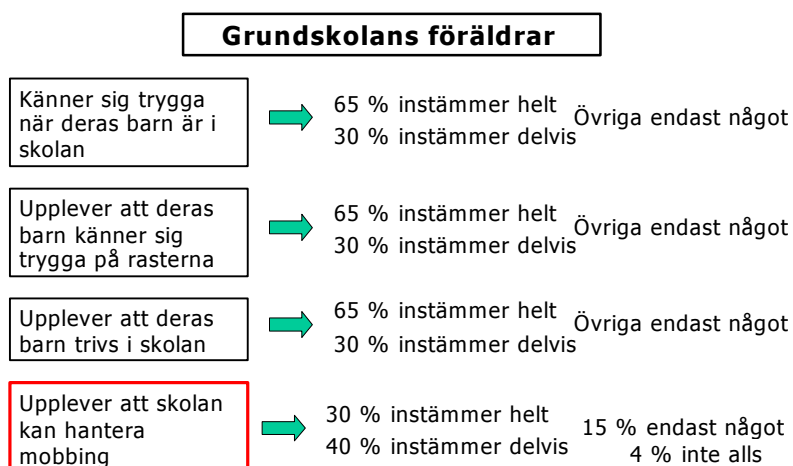 Grundskolans föräldrar
Känner sig trygga
när deras barn är i
skolan
65 % instämmer helt
30 % instämmer delvis
Övriga endast något
Upplever att deras
barn känner sig
trygga på rasterna
65 % instämmer helt
30 % instämmer delvis
Övriga endast något
Upplever att deras
barn trivs i skolan
65 % instämmer helt
30 % instämmer delvis
Övriga endast något
Upplever att skolan
kan hantera
mobbing
30 % instämmer helt
40 % instämmer delvis
15 % endast något
4 % inte alls